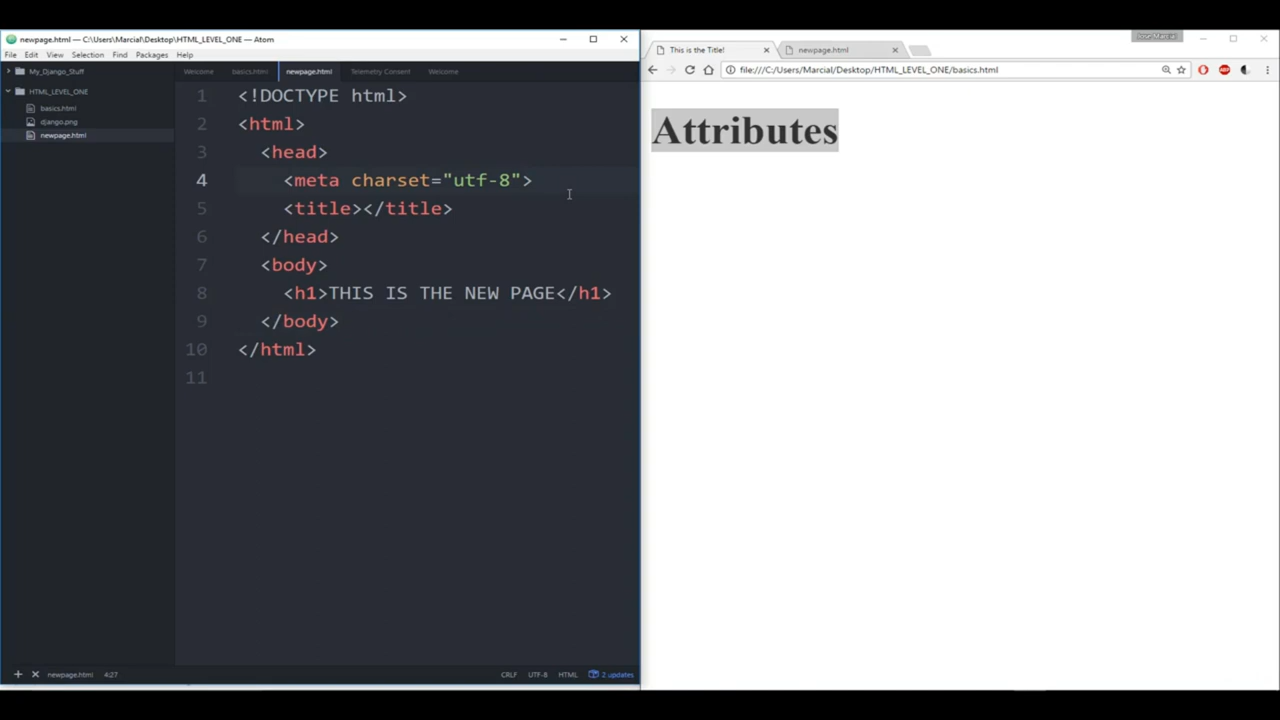 newpage.html — C:\Users\Marcial\Desktop\HTML_LEVEL_ONE — Atom
File Edit View Selection Find Packages Help
My_Django_Stuff
HTML_LEVEL_ONE
basics.html
django.png
newpage.html
Welcome basics.html newpage.html Telemetry Consent Welcome
1 <!DOCTYPE html>
2 <html>
3 <head>
4 <meta charset="utf-8">
5 <title></title>
6 </head>
7 <body>
8 <h1>THIS IS THE NEW PAGE</h1>
9 </body>
10 </html>
11
newpage.html 4:27 CRLF UTF-8 HTML 2 updates
This is the Title! newpage.html
Jose Marcial
file:///C:/Users/Marcial/Desktop/HTML_LEVEL_ONE/basics.html
ABP
Attributes